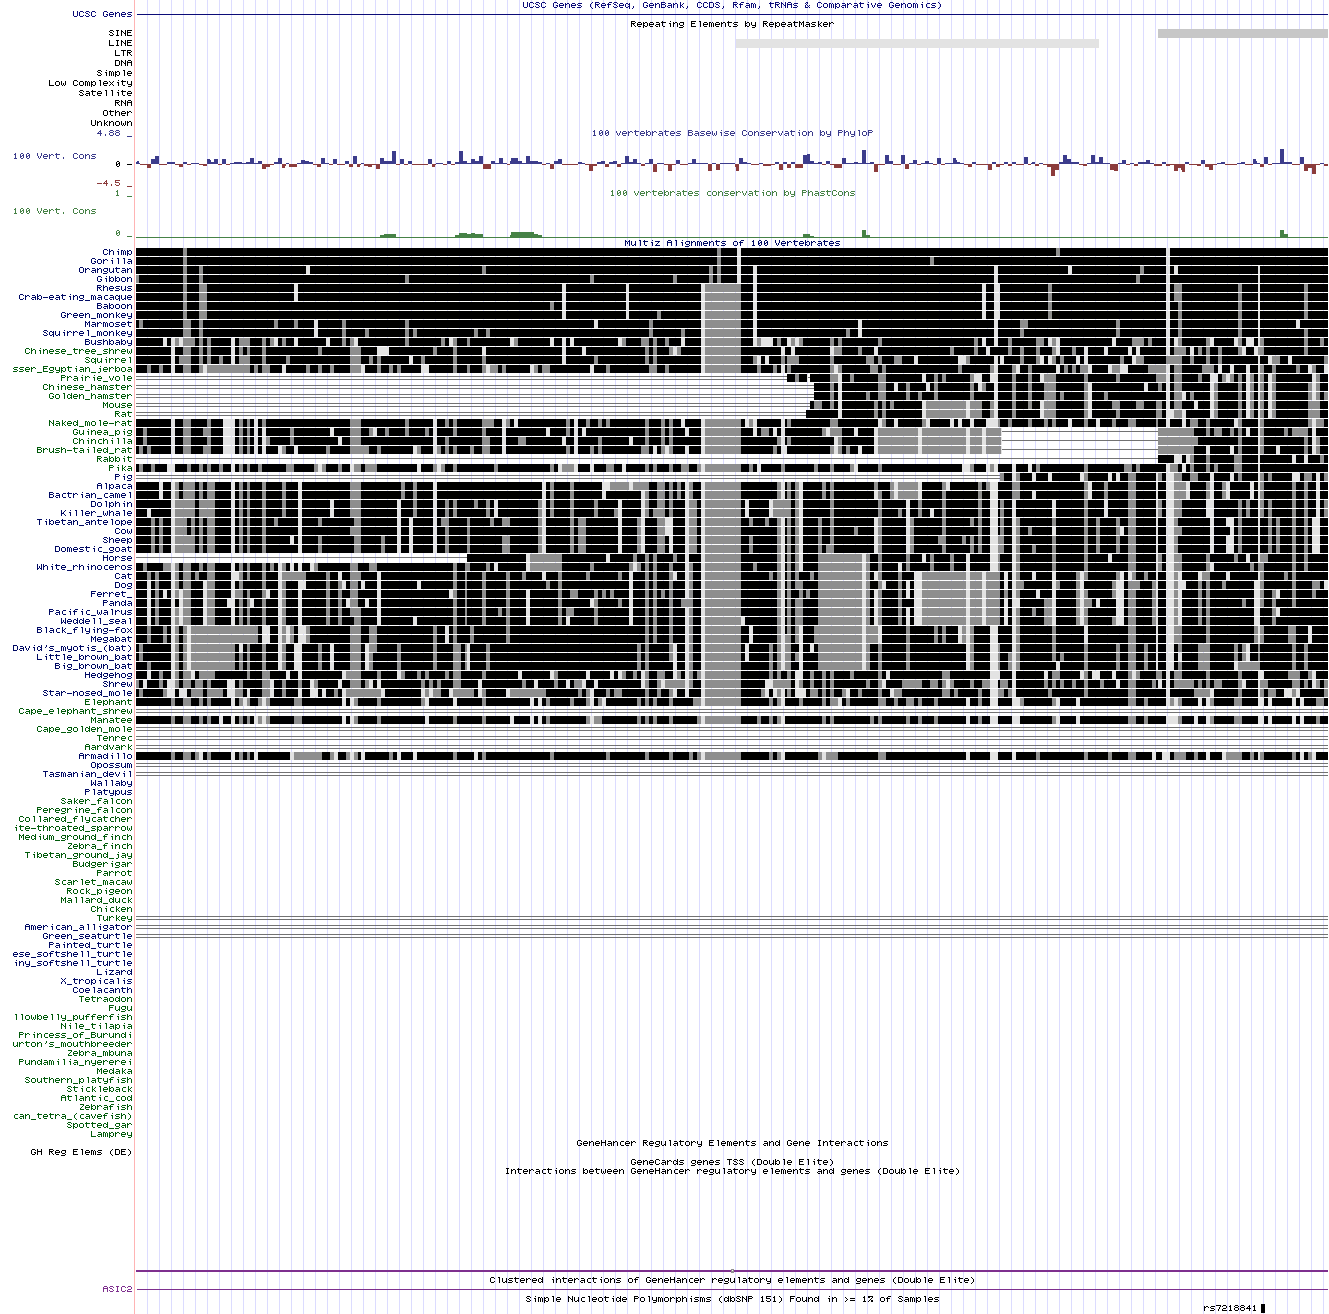 UCSC Genes (RefSeq, GenBank, CCDS, Rfam, tRNAs & Comparative Genomics)
UCSC Genes
Repeating Elements by RepeatMasker
SINE
LINE
LTR
DNA
Simple
Low Complexity
Satellite
RNA
Other
Unknown
4.88 _
100 vertebrates Basewise Conservation by PhyloP
100 Vert. Cons
0 -
-4.5 _
100 vertebrates conservation by PhastCons
1 _
100 Vert. Cons
0 _
Multiz Alignments of 100 Vertebrates
Chimp
Gorilla
Orangutan
Gibbon
Rhesus
Crab-eating_macaque
Baboon
Green_monkey
Marmoset
Squirrel_monkey
Bushbaby
Chinese_tree_shrew
Squirrel
sser_Egyptian_jerboa
Prairie_vole
Chinese_hamster
Golden_hamster
Mouse
Rat
Naked_mole-rat
Guinea_pig
Chinchilla
Brush-tailed_rat
Rabbit
Pika
Pig
Alpaca
Bactrian_camel
Dolphin
Killer_whale
Tibetan_antelope
Cow
Sheep
Domestic_goat
Horse
White_rhinoceros
Cat
Dog
Ferret_
Panda
Pacific_walrus
Weddell_seal
Black_flying-fox
Megabat
David's_myotis_(bat)
Little_brown_bat
Big_brown_bat
Hedgehog
Shrew
Star-nosed_mole
Elephant
Cape_elephant_shrew
Manatee
Cape_golden_mole
Tenrec
Aardvark
Armadillo
Opossum
Tasmanian_devil
Wallaby
Platypus
Saker_falcon
Peregrine_falcon
Collared_flycatcher
ite-throated_sparrow
Medium_ground_finch
Zebra_finch
Tibetan_ground_jay
Budgerigar
Parrot
Scarlet_macaw
Rock_pigeon
Mallard_duck
Chicken
Turkey
American_alligator
Green_seaturtle
Painted_turtle
ese_softshell_turtle
iny_softshell_turtle
Lizard
X_tropicalis
Coelacanth
Tetraodon
Fugu
llowbelly_pufferfish
Nile_tilapia
Princess_of_Burundi
urton's_mouthbreeder
Zebra_mbuna
Pundamilia_nyererei
Medaka
Southern_platyfish
Stickleback
Atlantic_cod
Zebrafish
can_tetra_(cavefish)
Spotted_gar
Lamprey
GeneHancer Regulatory Elements and Gene Interactions
GH Reg Elems (DE)
GeneCards genes TSS (Double Elite)
Interactions between GeneHancer regulatory elements and genes (Double Elite)
Clustered interactions of GeneHancer regulatory elements and genes (Double Elite)
ASIC2
Simple Nucleotide Polymorphisms (dbSNP 151) Found in >= 1% of Samples
rs7218841